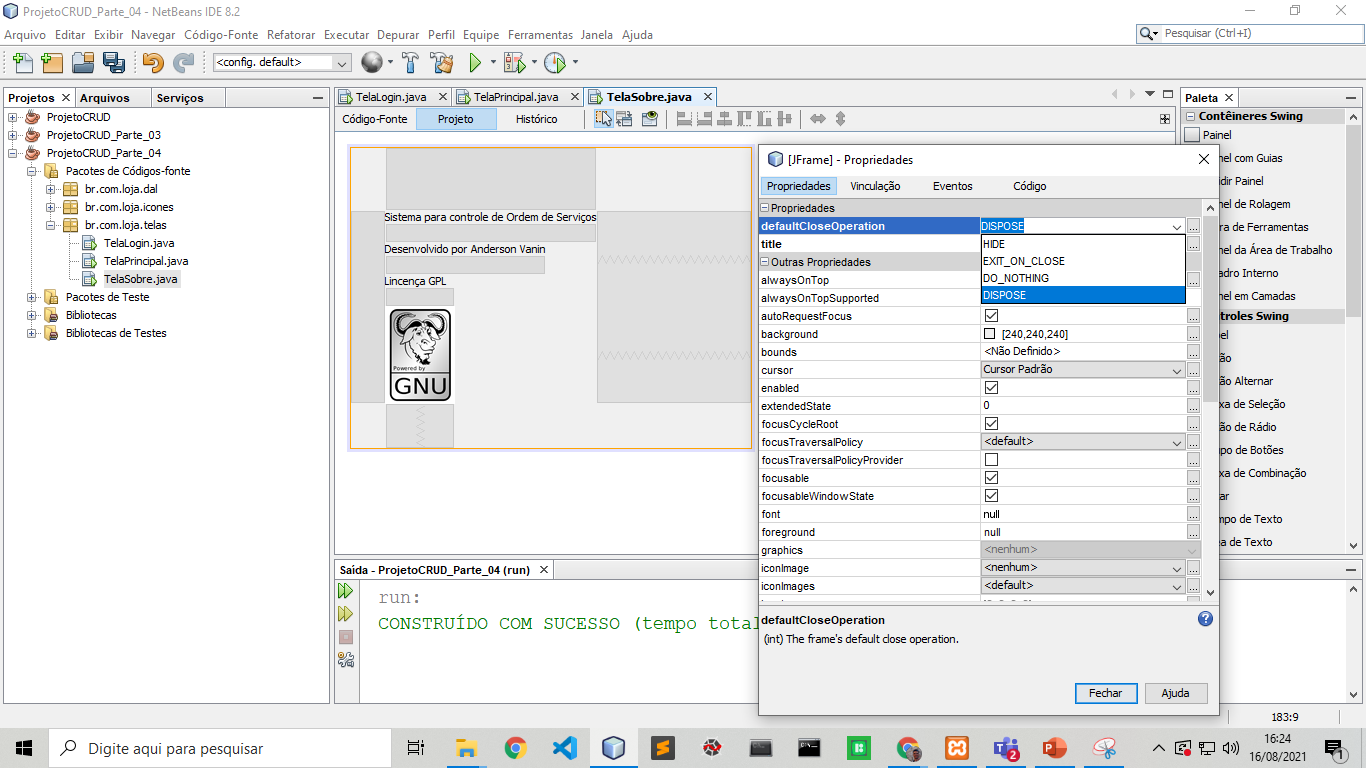 ProjetoCRUD_Parte_04 - NetBeans IDE 8.2
Arquivo Editar Exibir Navegar Código-Fonte Refatorar Executar Depurar Perfil Equipe Ferramentas Janela Ajuda
Pesquisar (Ctrl+I)
<config. default>
Projetos Arquivos Serviços
ProjetoCRUD
ProjetoCRUD_Parte_03
ProjetoCRUD_Parte_04
Pacotes de Códigos-fonte
br.com.loja.dal
br.com.loja.icones
br.com.loja.telas
TelaLogin.java
TelaPrincipal.java
TelaSobre.java
Pacotes de Teste
Bibliotecas
Bibliotecas de Testes
TelaLogin.java TelaPrincipal.java TelaSobre.java
Código-Fonte Projeto Histórico
Sistema para controle de Ordem de Serviços
Desenvolvido por Anderson Vanin
Lincença GPL
Powered by
GNU
[JFrame] - Propriedades
Propriedades Vinculação Eventos Código
Propriedades
defaultCloseOperation DISPOSE
HIDE
EXIT_ON_CLOSE
DO_NOTHING
DISPOSE
title
Outras Propriedades
alwaysOnTop
alwaysOnTopSupported
autoRequestFocus
background [240,240,240]
bounds <Não Definido>
cursor Cursor Padrão
enabled
extendedState 0
focusCycleRoot
focusTraversalPolicy <default>
focusTraversalPolicyProvider
focusable
focusableWindowState
font null
foreground null
graphics <nenhum>
iconImage <nenhum>
iconImages <default>
defaultCloseOperation
(int) The frame's default close operation.
Fechar Ajuda
Paleta
Contêineres Swing
Painel
nel com Guias
idir Painel
nel de Rolagem
ra de Ferramentas
nel da Área de Trabalho
adro Interno
nel em Camadas
troles Swing
el
ão
ão Alternar
xa de Seleção
ão de Rádio
po de Botões
xa de Combinação
ar
mpo de Texto
a de Texto
Saída - ProjetoCRUD_Parte_04 (run)
run:
CONSTRUÍDO COM SUCESSO (tempo total
183:9
Digite aqui para pesquisar
2
16:24
16/08/2021
1